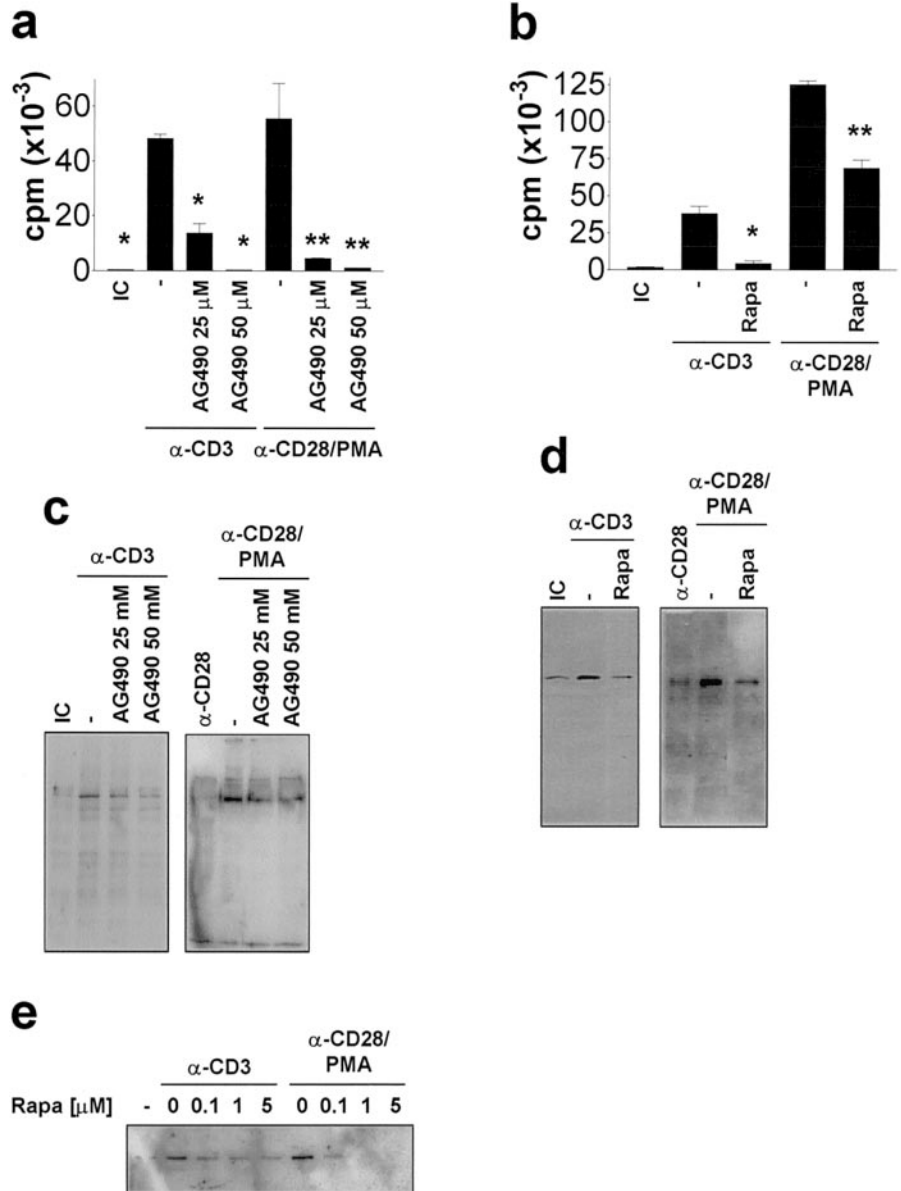 a
cpm (x10⁻³)
60
40
20
0
*
*
*
**
**
IC
-
AG490 25 μM
AG490 50 μM
-
AG490 25 μM
AG490 50 μM
α-CD3
α-CD28/PMA
b
cpm (x10⁻³)
125
100
75
50
25
0
*
**
IC
-
Rapa
-
Rapa
α-CD3
α-CD28/
PMA
c
α-CD3
α-CD28/
PMA
IC
-
AG490 25 mM
AG490 50 mM
α-CD28
-
AG490 25 mM
AG490 50 mM
d
α-CD3
α-CD28/
PMA
IC
-
Rapa
α-CD28
-
Rapa
e
α-CD3
α-CD28/
PMA
Rapa [μM] - 0 0.1 1 5 0 0.1 1 5